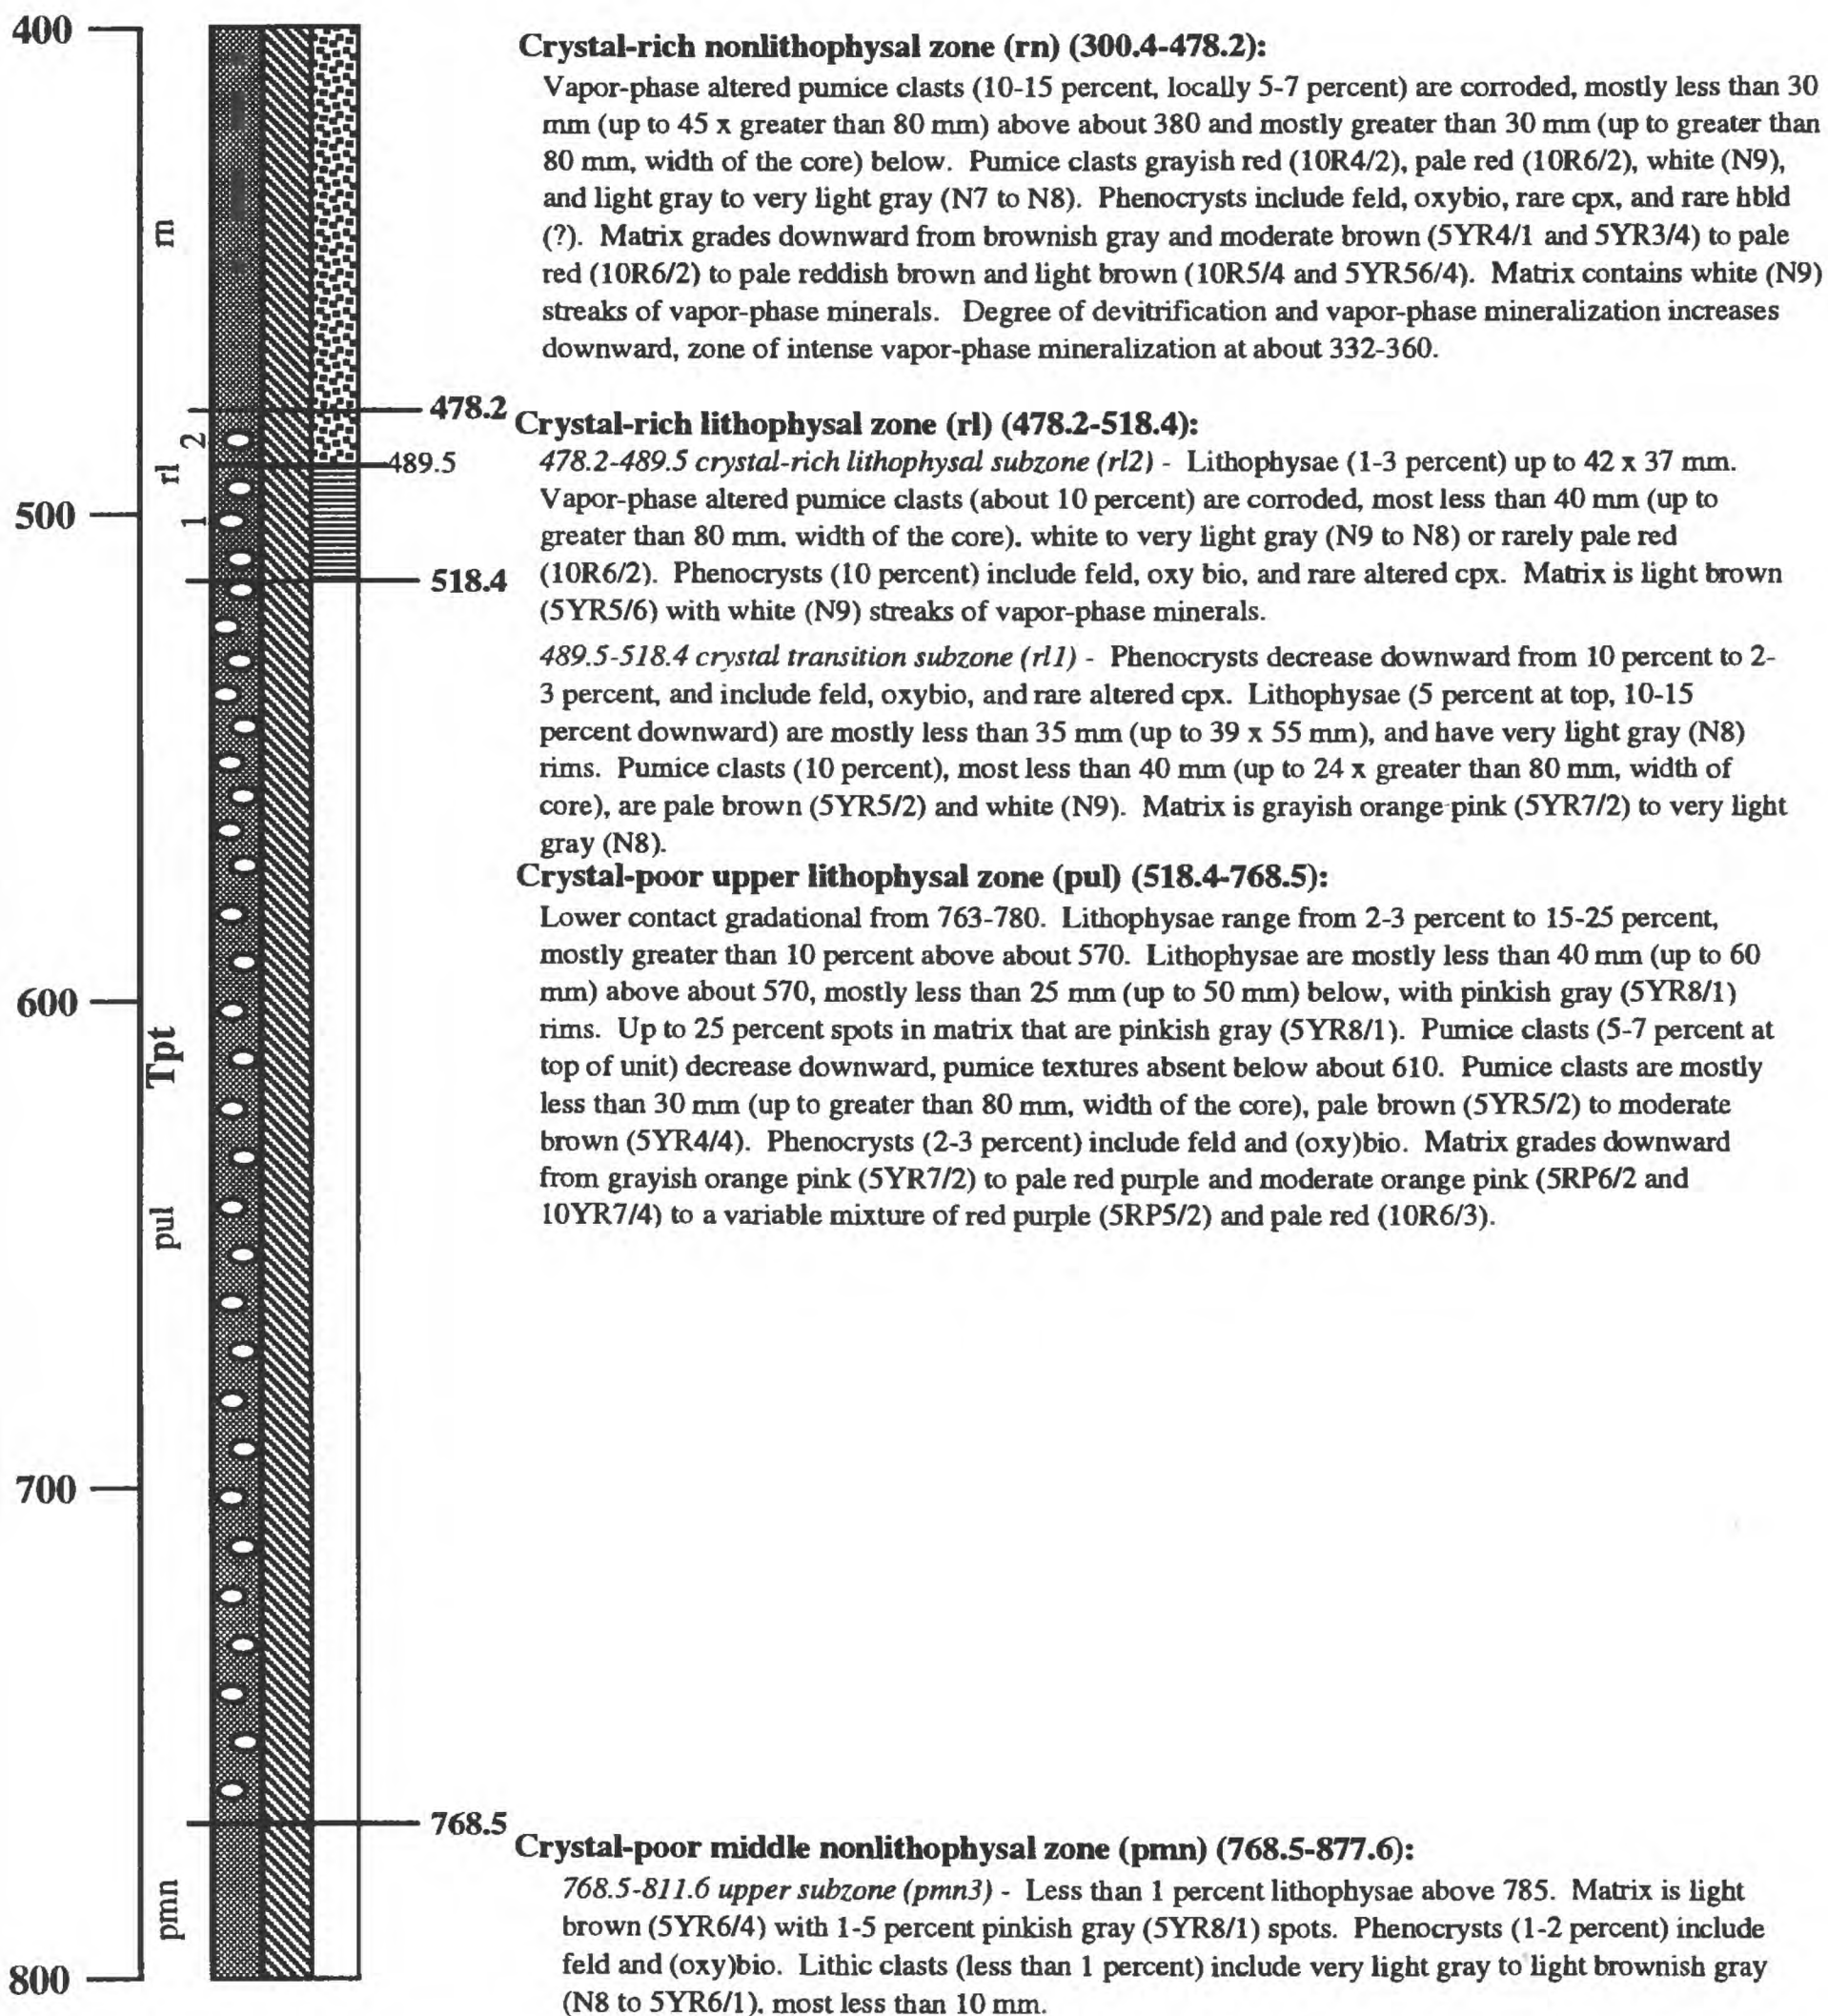 400
Crystal-rich nonlithophysal zone (rn) (300.4-478.2):
Vapor-phase altered pumice clasts (10-15 percent, locally 5-7 percent) are corroded, mostly less than 30
mm (up to 45 x greater than 80 mm) above about 380 and mostly greater than 30 mm (up to greater than
80 mm, width of the core) below. Pumice clasts grayish red (10R4/2), pale red (10R6/2), white (N9),
and light gray to very light gray (N7 to N8). Phenocrysts include feld, oxybio, rare cpx, and rare hbld
(?). Matrix grades downward from brownish gray and moderate brown (5YR4/1 and 5YR3/4) to pale
red (10R6/2) to pale reddish brown and light brown (10R5/4 and 5YR56/4). Matrix contains white (N9)
streaks of vapor-phase minerals. Degree of devitrification and vapor-phase mineralization increases
downward, zone of intense vapor-phase mineralization at about 332-360.
rn
478.2
Crystal-rich lithophysal zone (rl) (478.2-518.4):
2
rl
1
489.5
478.2-489.5 crystal-rich lithophysal subzone (rl2) - Lithophysae (1-3 percent) up to 42 x 37 mm.
Vapor-phase altered pumice clasts (about 10 percent) are corroded, most less than 40 mm (up to
500
greater than 80 mm. width of the core). white to very light gray (N9 to N8) or rarely pale red
518.4
(10R6/2). Phenocrysts (10 percent) include feld, oxy bio, and rare altered cpx. Matrix is light brown
(5YR5/6) with white (N9) streaks of vapor-phase minerals.
489.5-518.4 crystal transition subzone (rl1) - Phenocrysts decrease downward from 10 percent to 2-
3 percent, and include feld, oxybio, and rare altered cpx. Lithophysae (5 percent at top, 10-15
percent downward) are mostly less than 35 mm (up to 39 x 55 mm), and have very light gray (N8)
rims. Pumice clasts (10 percent), most less than 40 mm (up to 24 x greater than 80 mm, width of
core), are pale brown (5YR5/2) and white (N9). Matrix is grayish orange pink (5YR7/2) to very light
gray (N8).
Crystal-poor upper lithophysal zone (pul) (518.4-768.5):
Lower contact gradational from 763-780. Lithophysae range from 2-3 percent to 15-25 percent,
mostly greater than 10 percent above about 570. Lithophysae are mostly less than 40 mm (up to 60
600
mm) above about 570, mostly less than 25 mm (up to 50 mm) below, with pinkish gray (5YR8/1)
rims. Up to 25 percent spots in matrix that are pinkish gray (5YR8/1). Pumice clasts (5-7 percent at
Tpt
top of unit) decrease downward, pumice textures absent below about 610. Pumice clasts are mostly
less than 30 mm (up to greater than 80 mm, width of the core), pale brown (5YR5/2) to moderate
brown (5YR4/4). Phenocrysts (2-3 percent) include feld and (oxy)bio. Matrix grades downward
from grayish orange pink (5YR7/2) to pale red purple and moderate orange pink (5RP6/2 and
10YR7/4) to a variable mixture of red purple (5RP5/2) and pale red (10R6/3).
pul
700
768.5
Crystal-poor middle nonlithophysal zone (pmn) (768.5-877.6):
768.5-811.6 upper subzone (pmn3) - Less than 1 percent lithophysae above 785. Matrix is light
brown (5YR6/4) with 1-5 percent pinkish gray (5YR8/1) spots. Phenocrysts (1-2 percent) include
feld and (oxy)bio. Lithic clasts (less than 1 percent) include very light gray to light brownish gray
(N8 to 5YR6/1). most less than 10 mm.
pmn
800